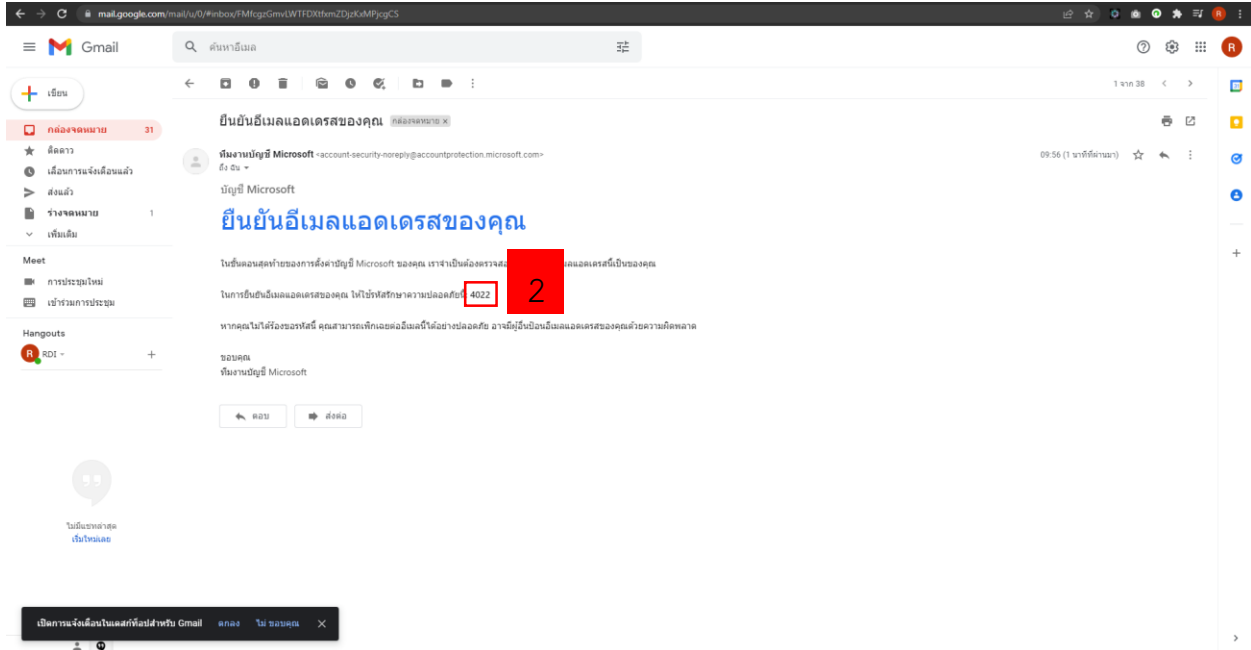 mail.google.com/mail/u/0/#inbox/FMfcgzGmvLWTFDXtfxmZDjzKxMPjcgCS
Gmail
ค้นหาอีเมล
เขียน
1 จาก 38
กล่องจดหมาย 31
ติดดาว
เลื่อนการแจ้งเตือนแล้ว
ส่งแล้ว
ร่างจดหมาย 1
เพิ่มเติม
Meet
การประชุมใหม่
เข้าร่วมการประชุม
Hangouts
R RDI
ไม่มีแชทล่าสุด
เริ่มใหม่เลย
ยืนยันอีเมลแอดเดรสของคุณ กล่องจดหมาย x
ทีมงานบัญชี Microsoft <account-security-noreply@accountprotection.microsoft.com>
09:56 (1 นาทีที่ผ่านมา)
ถึง ฉัน
บัญชี Microsoft
ยืนยันอีเมลแอดเดรสของคุณ
ในขั้นตอนสุดท้ายของการตั้งค่าบัญชี Microsoft ของคุณ เราจำเป็นต้องตรวจสอ มลแอดเดรสนี้เป็นของคุณ
2
ในการยืนยันอีเมลแอดเดรสของคุณ ให้ใช้รหัสรักษาความปลอดภัยนี้ 4022
หากคุณไม่ได้ร้องขอรหัสนี้ คุณสามารถเพิกเฉยต่ออีเมลนี้ได้อย่างปลอดภัย อาจมีผู้อื่นป้อนอีเมลแอดเดรสของคุณด้วยความผิดพลาด
ขอบคุณ
ทีมงานบัญชี Microsoft
ตอบ
ส่งต่อ
เปิดการแจ้งเตือนในเดสก์ท็อปสำหรับ Gmail ตกลง ไม่ ขอบคุณ